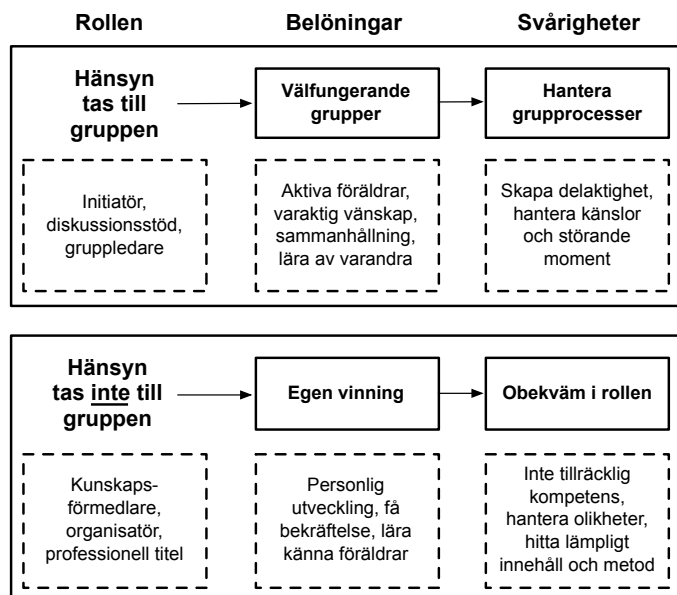 Rollen
Belöningar
Svårigheter
Hänsyn
tas till
gruppen
Välfungerande
grupper
Hantera
grupprocesser
Initiatör,
diskussionsstöd,
gruppledare
Aktiva föräldrar,
varaktig vänskap,
sammanhållning,
lära av varandra
Skapa delaktighet,
hantera känslor
och störande
moment
Hänsyn
tas inte till
gruppen
Egen vinning
Obekväm i rollen
Kunskaps-
förmedlare,
organisatör,
professionell titel
Personlig
utveckling, få
bekräftelse, lära
känna föräldrar
Inte tillräcklig
kompetens,
hantera olikheter,
hitta lämpligt
innehåll och metod